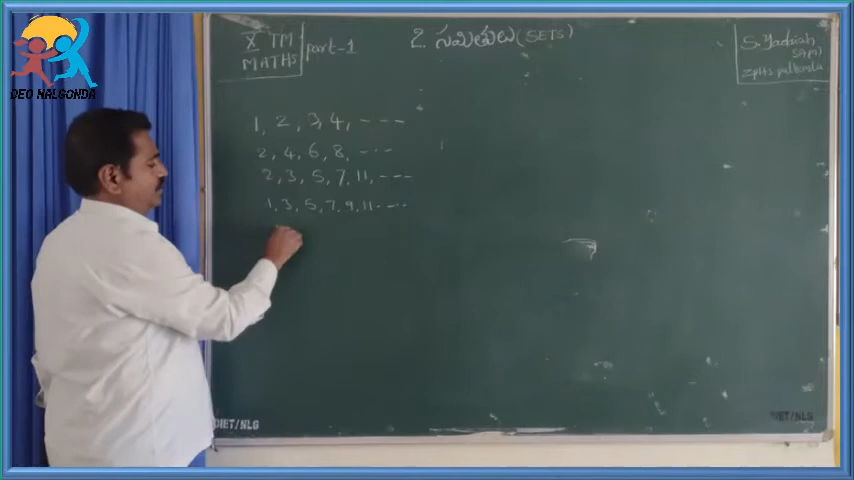 DEO NALGONDA
X TM
MATHS
part-1
2. సమితులు (SETS)
S. Yadaiah
SA(M)
ZPHS
1, 2, 3, 4, ---
2, 4, 6, 8, ----
2, 3, 5, 7, 11, ---
1, 3, 5, 7, 9, 11. ---
DIET/NLG
DIET/NLG